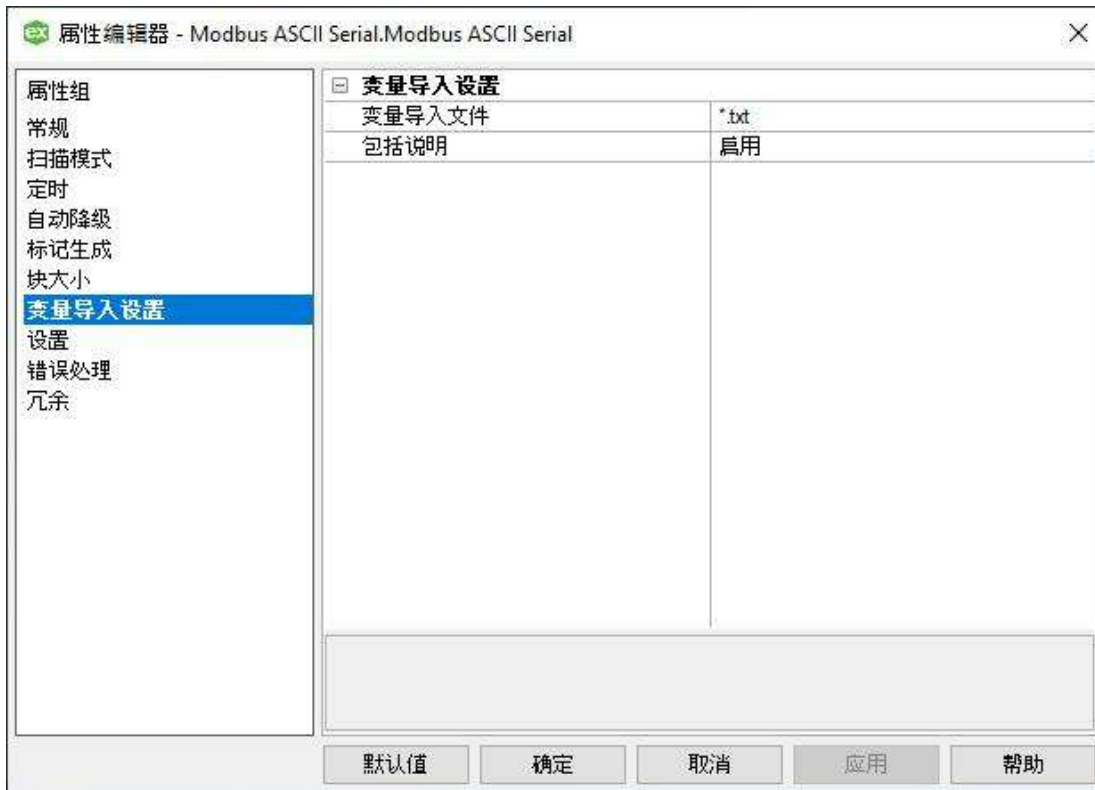 ex 属性编辑器 - Modbus ASCII Serial.Modbus ASCII Serial
属性组
常规
扫描模式
定时
自动降级
标记生成
块大小
变量导入设置
设置
错误处理
冗余
变量导入设置
变量导入文件 *.txt
包括说明 启用
默认值 确定 取消 应用 帮助